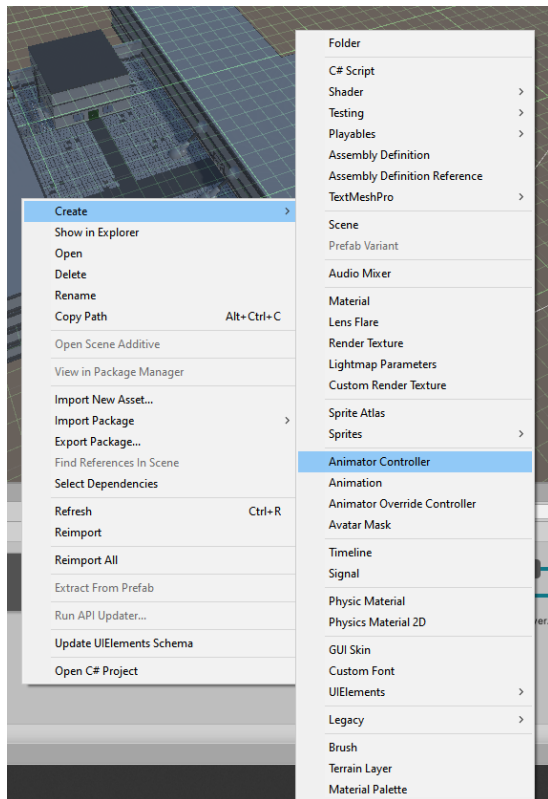 Create
Show in Explorer
Open
Delete
Rename
Copy Path Alt+Ctrl+C
Open Scene Additive
View in Package Manager
Import New Asset...
Import Package
Export Package...
Find References In Scene
Select Dependencies
Refresh Ctrl+R
Reimport
Reimport All
Extract From Prefab
Run API Updater...
Update UIElements Schema
Open C# Project
Folder
C# Script
Shader
Testing
Playables
Assembly Definition
Assembly Definition Reference
TextMeshPro
Scene
Prefab Variant
Audio Mixer
Material
Lens Flare
Render Texture
Lightmap Parameters
Custom Render Texture
Sprite Atlas
Sprites
Animator Controller
Animation
Animator Override Controller
Avatar Mask
Timeline
Signal
Physic Material
Physics Material 2D
GUI Skin
Custom Font
UIElements
Legacy
Brush
Terrain Layer
Material Palette